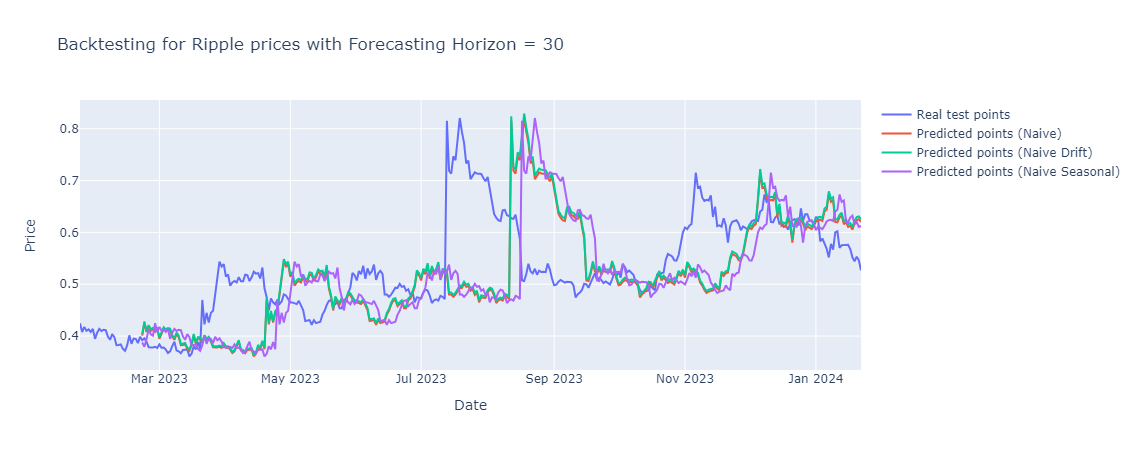 Backtesting for Ripple prices with Forecasting Horizon = 30
Real test points
Predicted points (Naive)
Predicted points (Naive Drift)
Predicted points (Naive Seasonal)
Price
0.8
0.7
0.6
0.5
0.4
Mar 2023 May 2023 Jul 2023 Sep 2023 Nov 2023 Jan 2024
Date